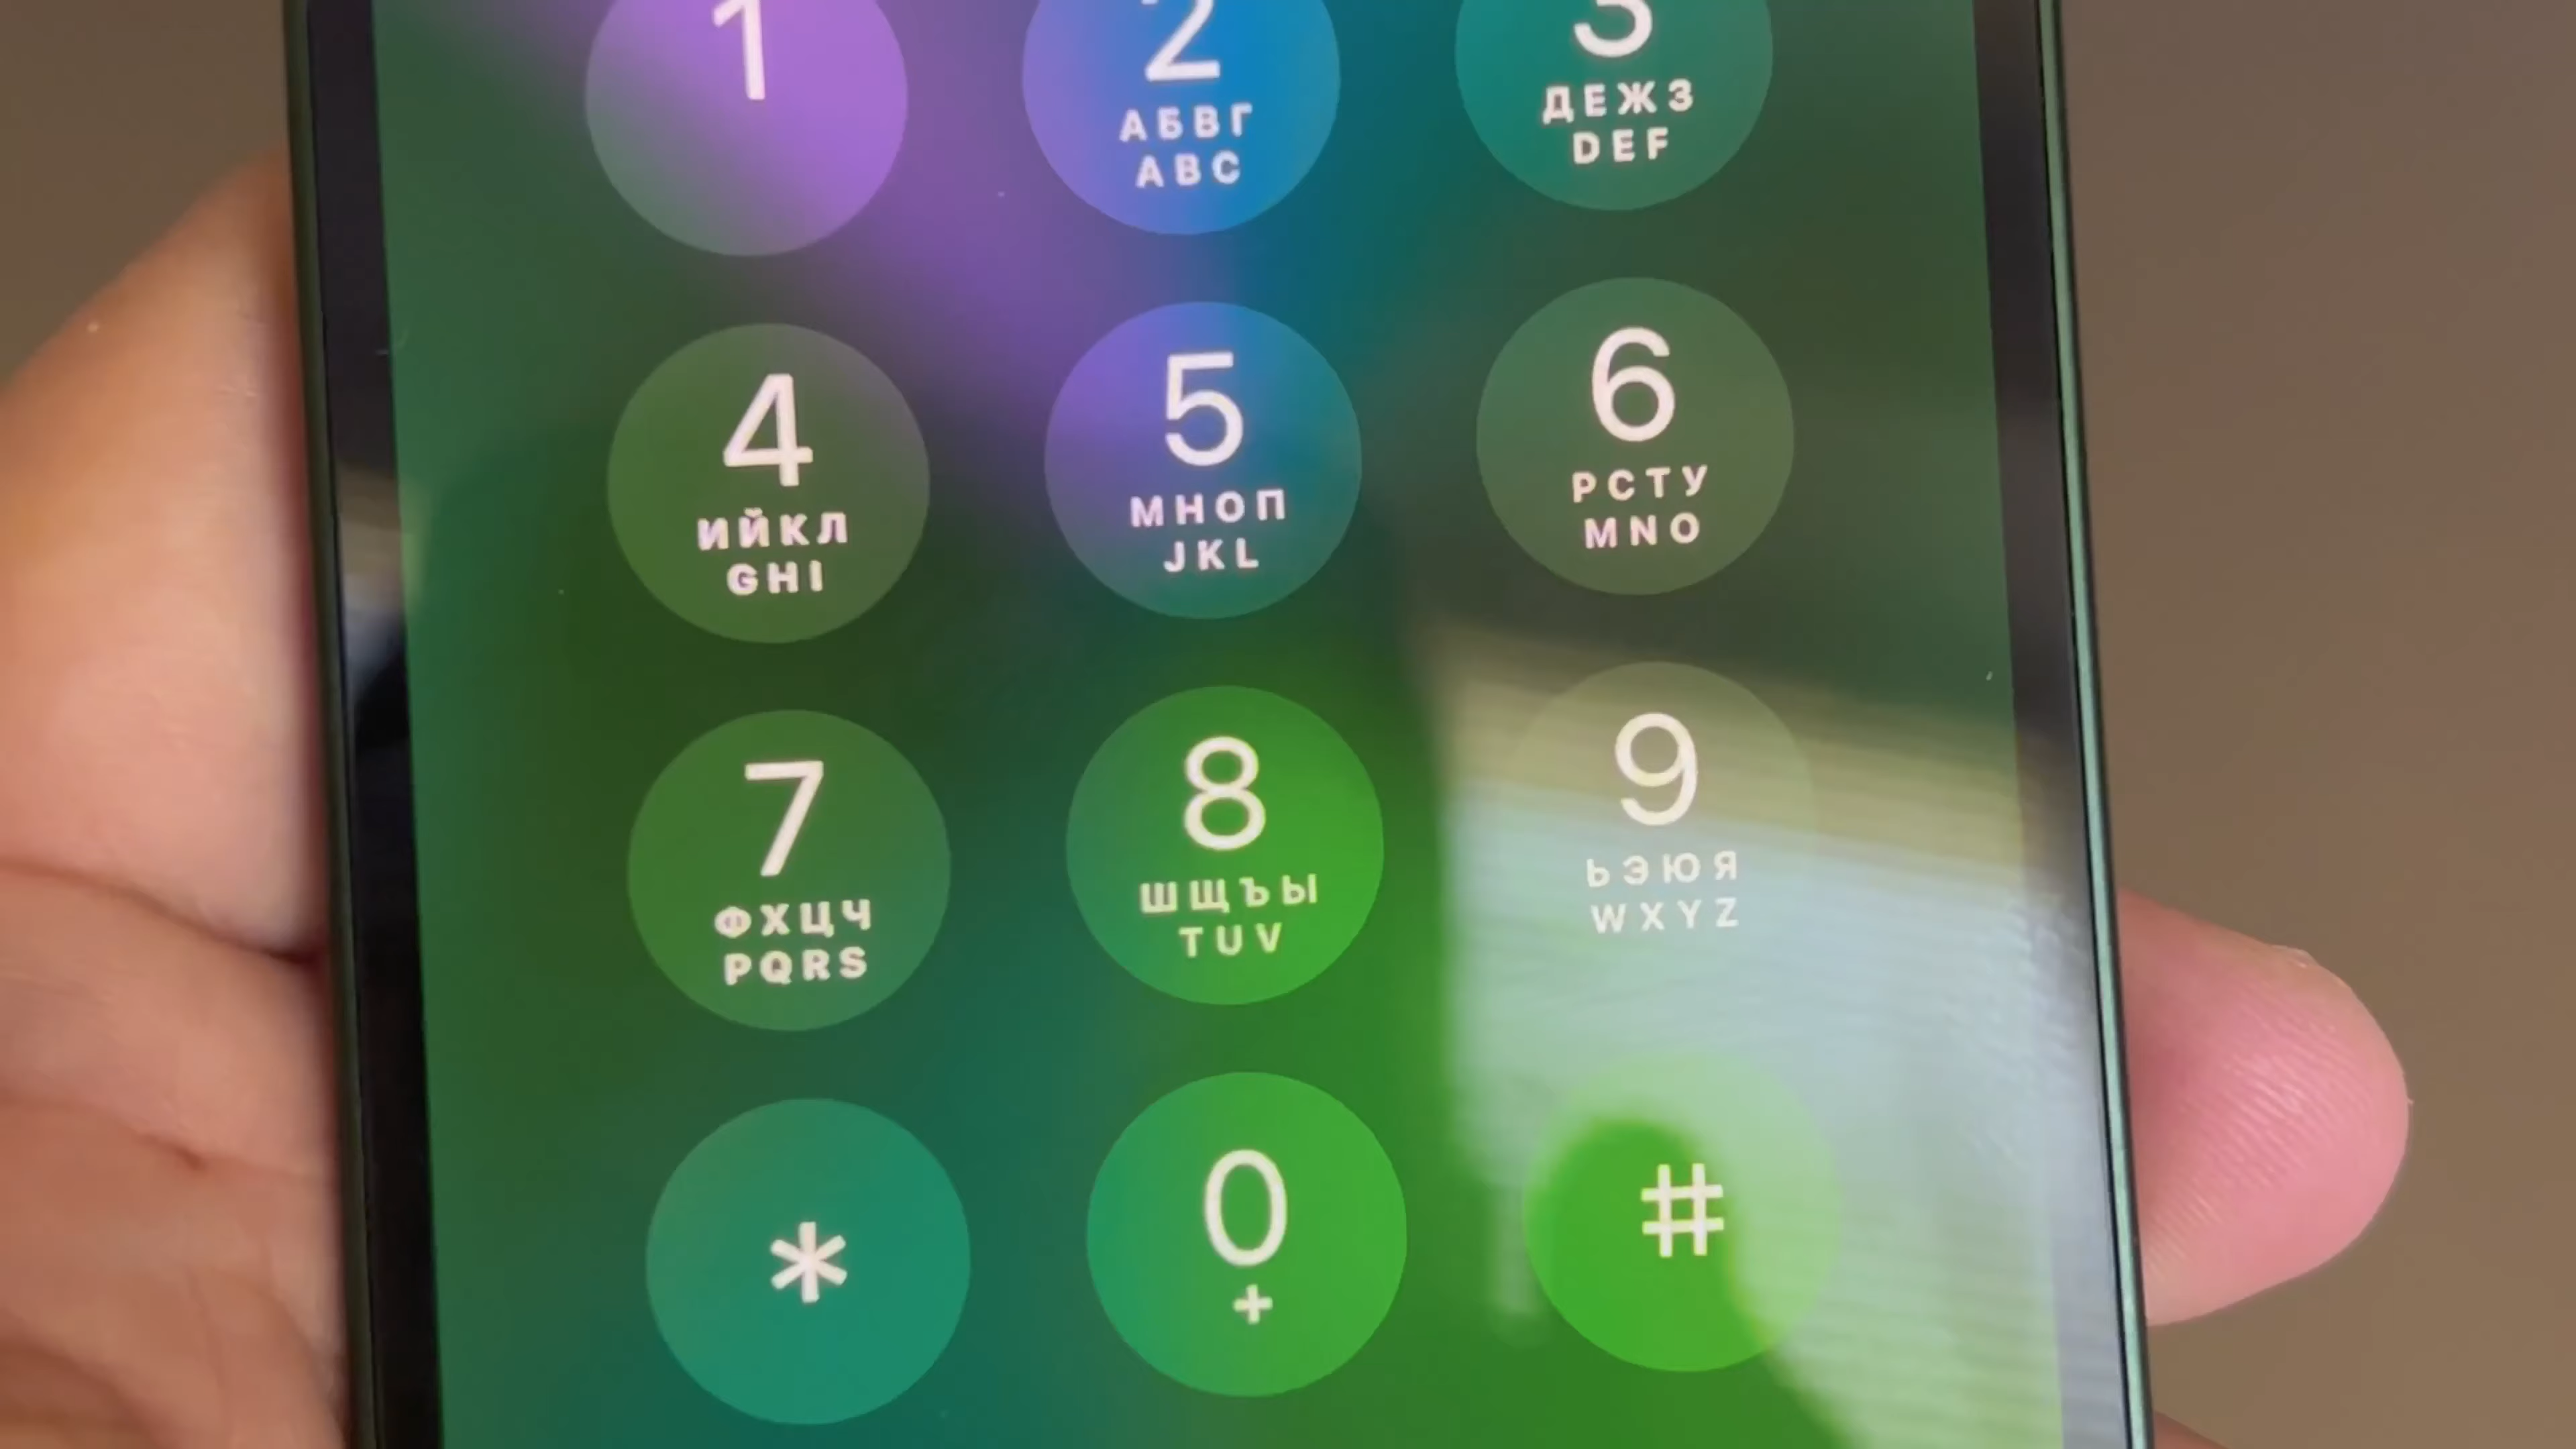 1 2 3
АБВГ ДЕЖЗ
ABC DEF
4 5 6
ИЙКЛ МНОП РСТУ
GHI JKL MNO
7 8 9
ФХЦЧ ШЩЪЫ ЬЭЮЯ
PQRS TUV WXYZ
* 0 #
+